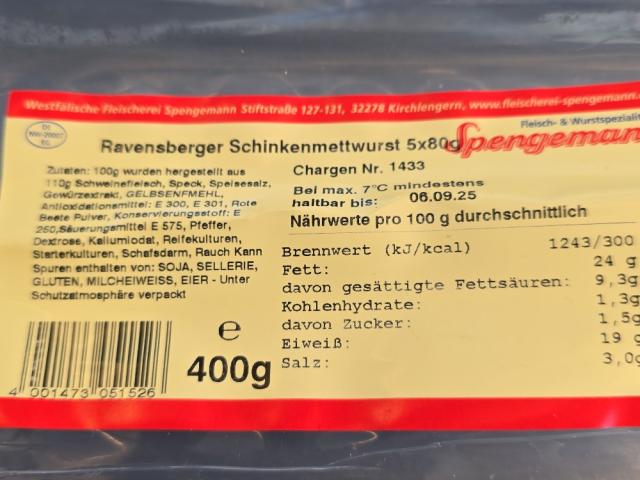 Westfälische Fleischerei Spengemann Stiftstraße 127-131, 32278 Kirchlengern, www.fleischerei-spengemann.
DE
NW-20007
EG
Fleisch- & Wurstspezialit
Spengeman
Ravensberger Schinkenmettwurst 5x80g
Zutaten: 100g wurden hergestellt aus
110g Schweinefleisch, Speck, Speisesalz,
Gewürzextrakt, GELBSENFMEHL,
Antioxidationsmittel: E 300, E 301, Rote
Beete Pulver, Konservierungsstoff: E
250,Säuerungsmittel E 575, Pfeffer,
Dextrose, Kaliumiodat, Reifekulturen,
Starterkulturen, Schafsdarm, Rauch Kann
Spuren enthalten von: SOJA, SELLERIE,
GLUTEN, MILCHEIWEISS, EIER - Unter
Schutzatmosphäre verpackt
Chargen Nr. 1433
Bei max. 7°C mindestens
haltbar bis: 06.09.25
Nährwerte pro 100 g durchschnittlich
Brennwert (kJ/kcal) 1243/300
Fett: 24 g
davon gesättigte Fettsäuren: 9,3g
Kohlenhydrate: 1,3g
davon Zucker: 1,5g
Eiweiß: 19 g
Salz: 3,0g
e
400g
4 001473 051526